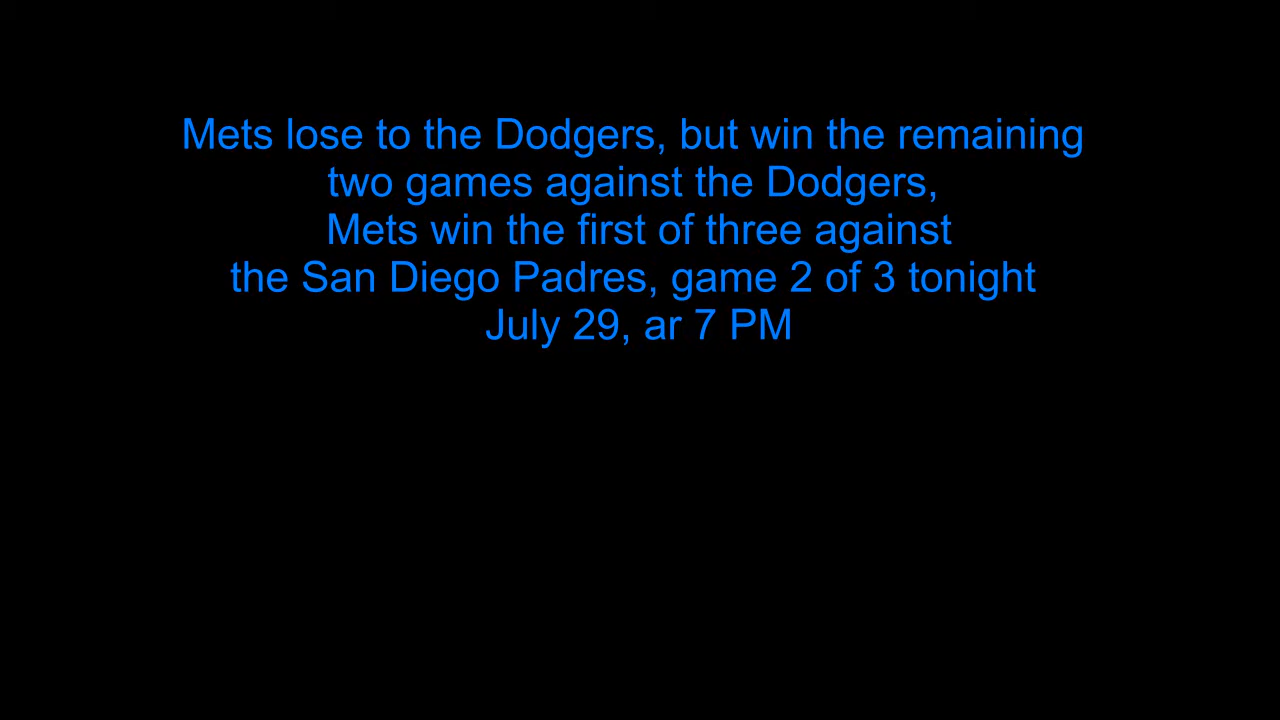 Mets lose to the Dodgers, but win the remaining
two games against the Dodgers,
Mets win the first of three against
the San Diego Padres, game 2 of 3 tonight
July 29, ar 7 PM